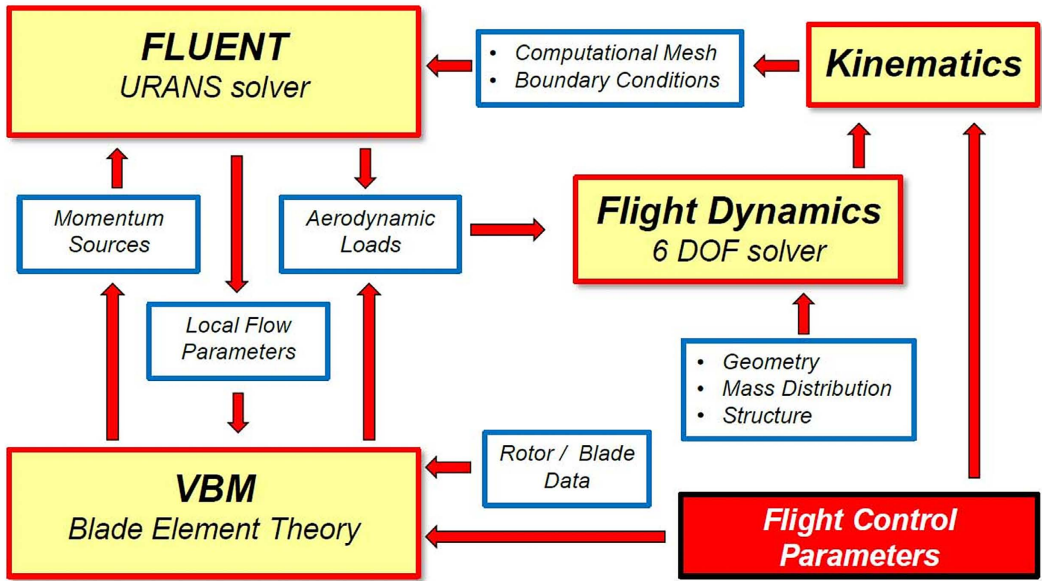 FLUENT
URANS solver
• Computational Mesh
• Boundary Conditions
Kinematics
Momentum
Sources
Aerodynamic
Loads
Flight Dynamics
6 DOF solver
Local Flow
Parameters
• Geometry
• Mass Distribution
• Structure
VBM
Blade Element Theory
Rotor / Blade
Data
Flight Control
Parameters